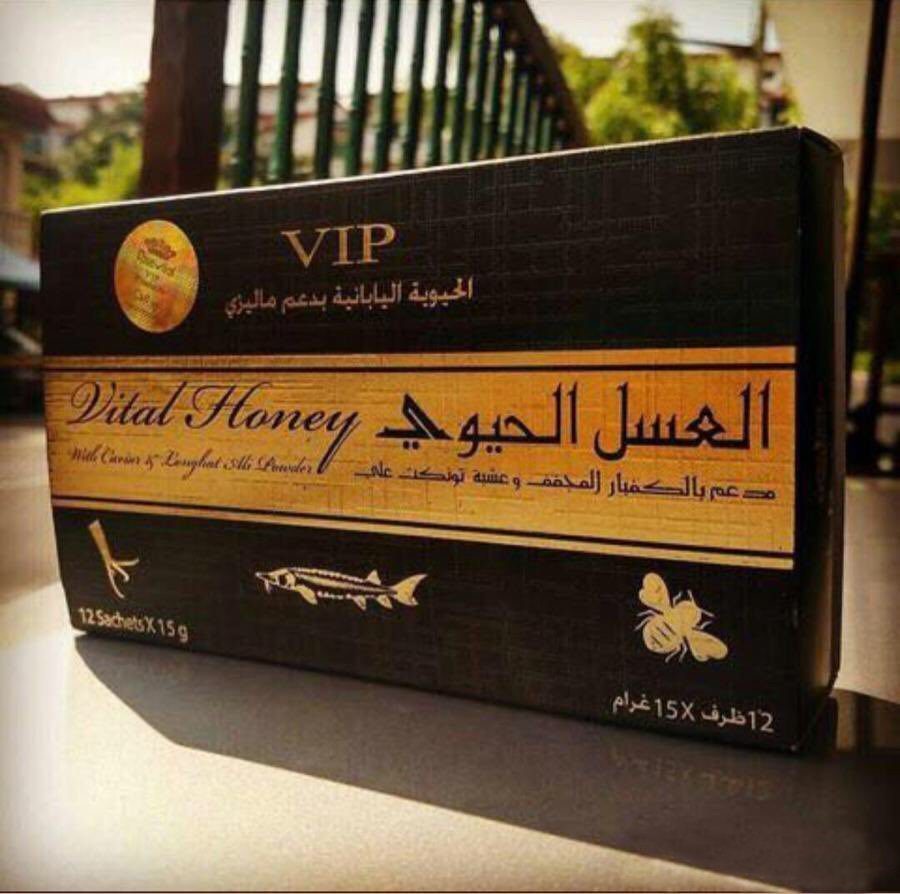 VIP
الحيوية اليابانية بدعم ماليزي
Vital Honey العسل الحيوي
With Caviar & Longhat Ali Powder
مدعم بالكفيار المجفف وعشبة تونكت علي
12 Sachets X 15 g
12 ظرف X 15 غرام